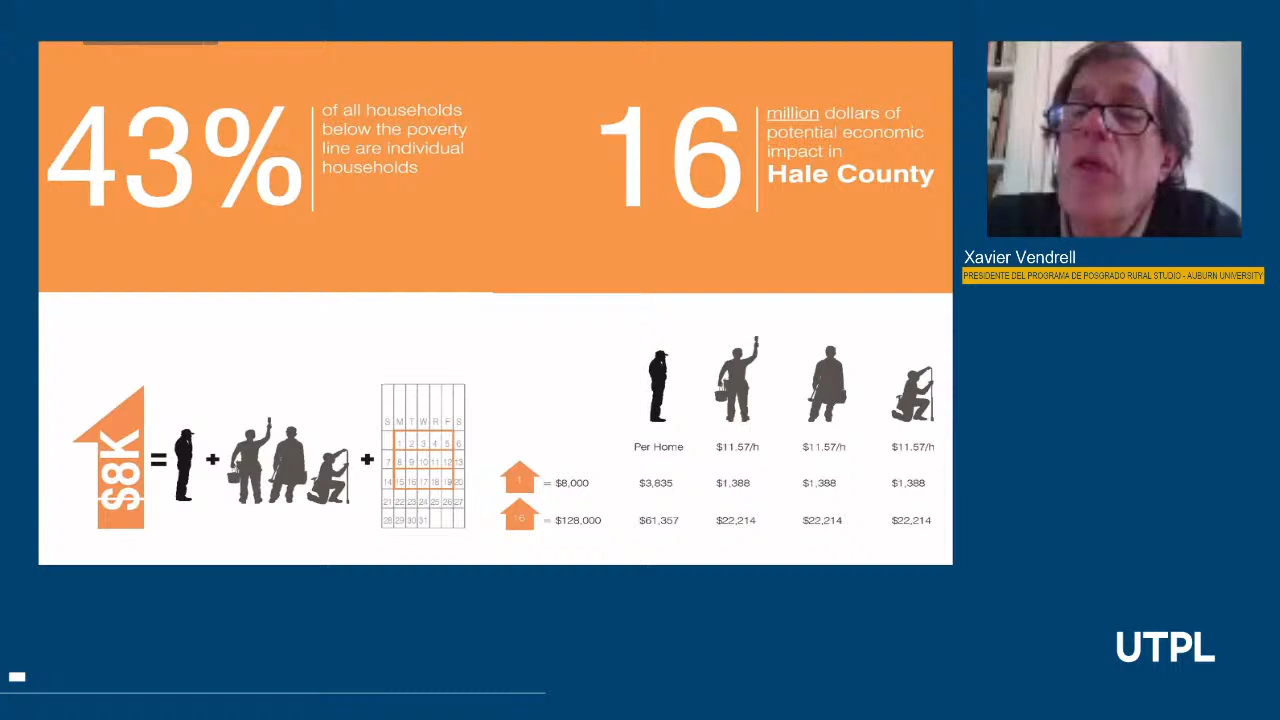 43%
of all households
below the poverty
line are individual
households
16
million dollars of
potential economic
impact in
Hale County
Xavier Vendrell
PRESIDENTE DEL PROGRAMA DE POSGRADO RURAL STUDIO - AUBURN UNIVERSITY
$8K
=
+
+
S M T W R F S
1 2 3 4 5 6
7 8 9 10 11 12 13
14 15 16 17 18 19 20
21 22 23 24 25 26 27
28 29 30 31
Per Home $11.57/h $11.57/h $11.57/h
1 = $8,000 $3,835 $1,388 $1,388 $1,388
16 = $128,000 $61,357 $22,214 $22,214 $22,214
UTPL